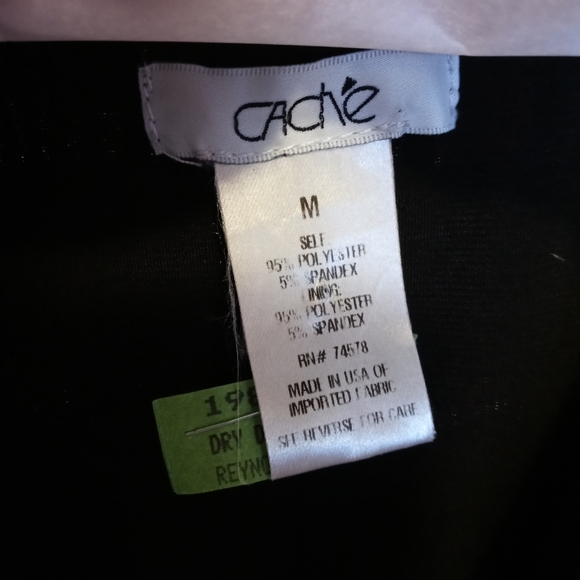 CACHÉ
M
SELF
95% POLYESTER
5% SPANDEX
LINING:
95% POLYESTER
5% SPANDEX
RN# 74578
MADE IN USA OF
IMPORTED FABRIC
SEE REVERSE FOR CARE
DRY